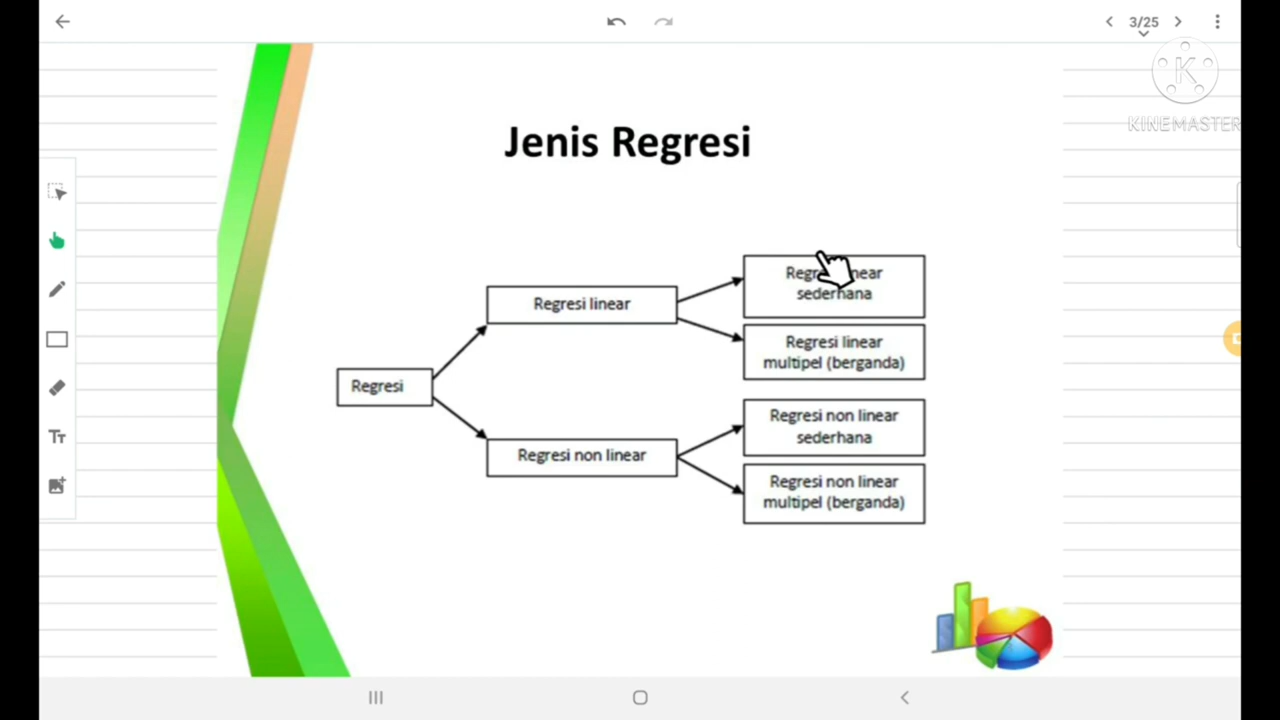 3/25
K
KINEMASTER
Jenis Regresi
Regresi linear
sederhana
Regresi linear
Regresi linear
multipel (berganda)
Regresi
Regresi non linear
sederhana
Regresi non linear
Regresi non linear
multipel (berganda)
Tт